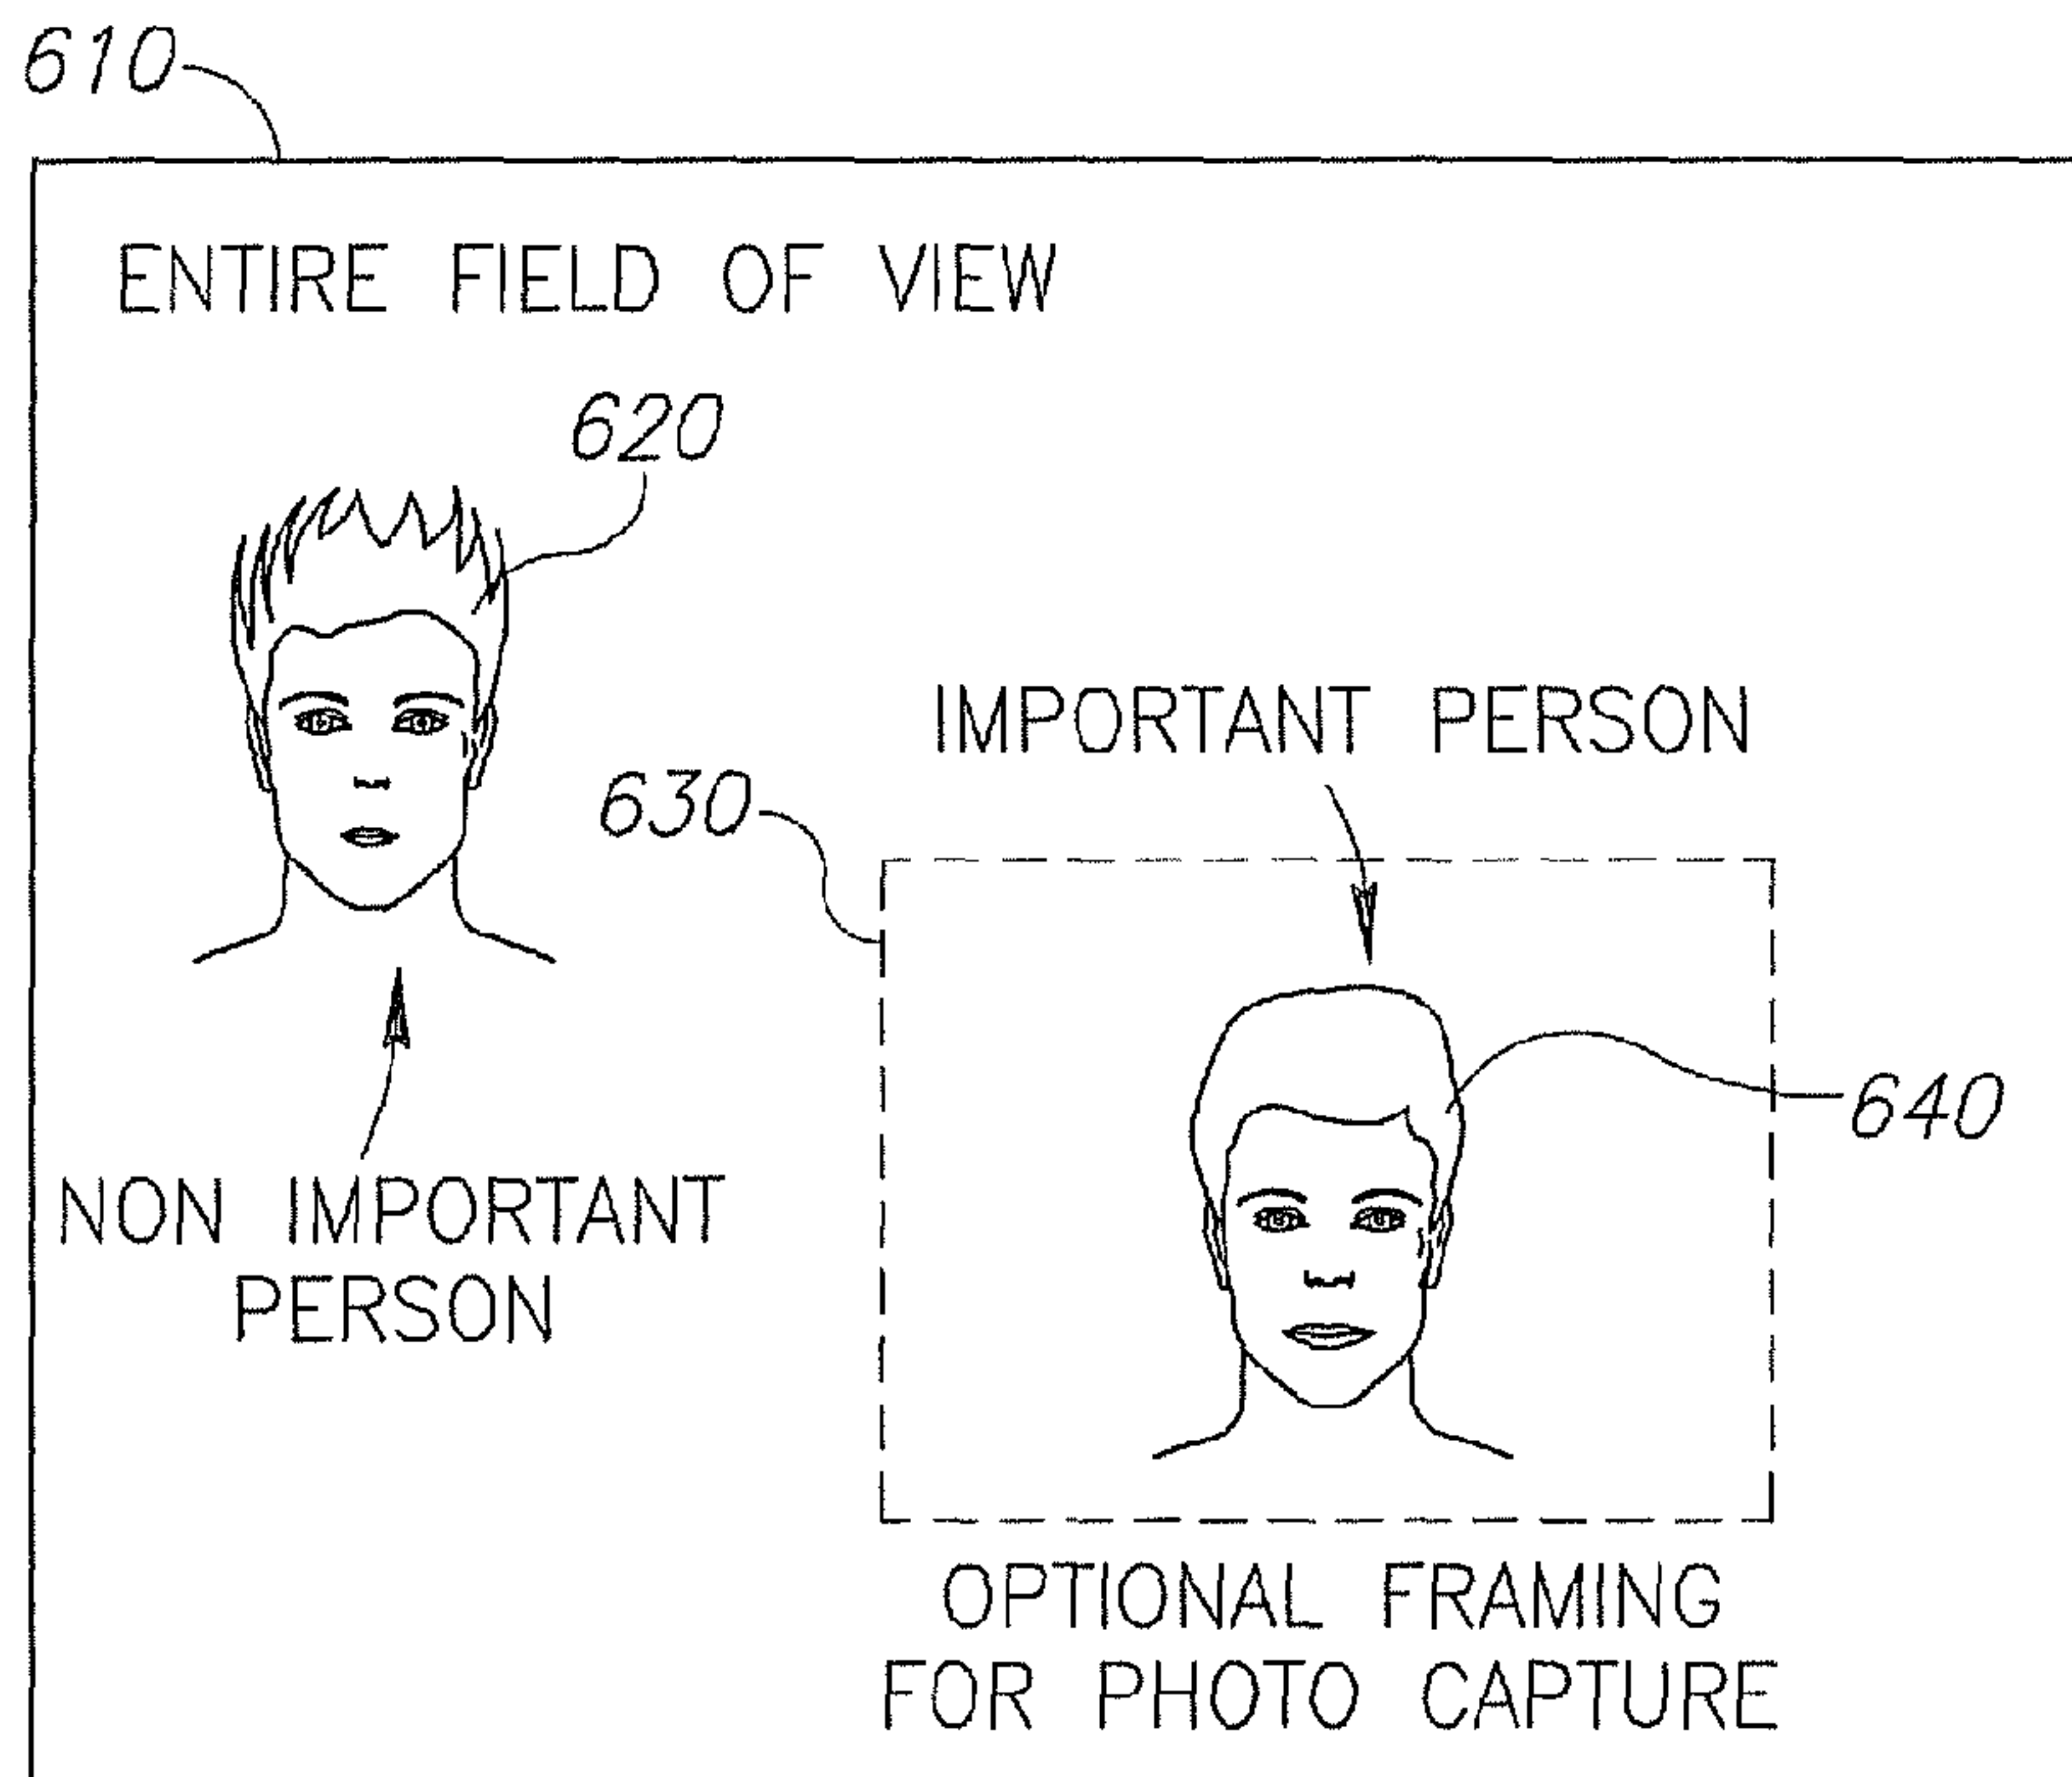 610
ENTIRE FIELD OF VIEW
620
IMPORTANT PERSON
630
640
NON IMPORTANT
PERSON
OPTIONAL FRAMING
FOR PHOTO CAPTURE